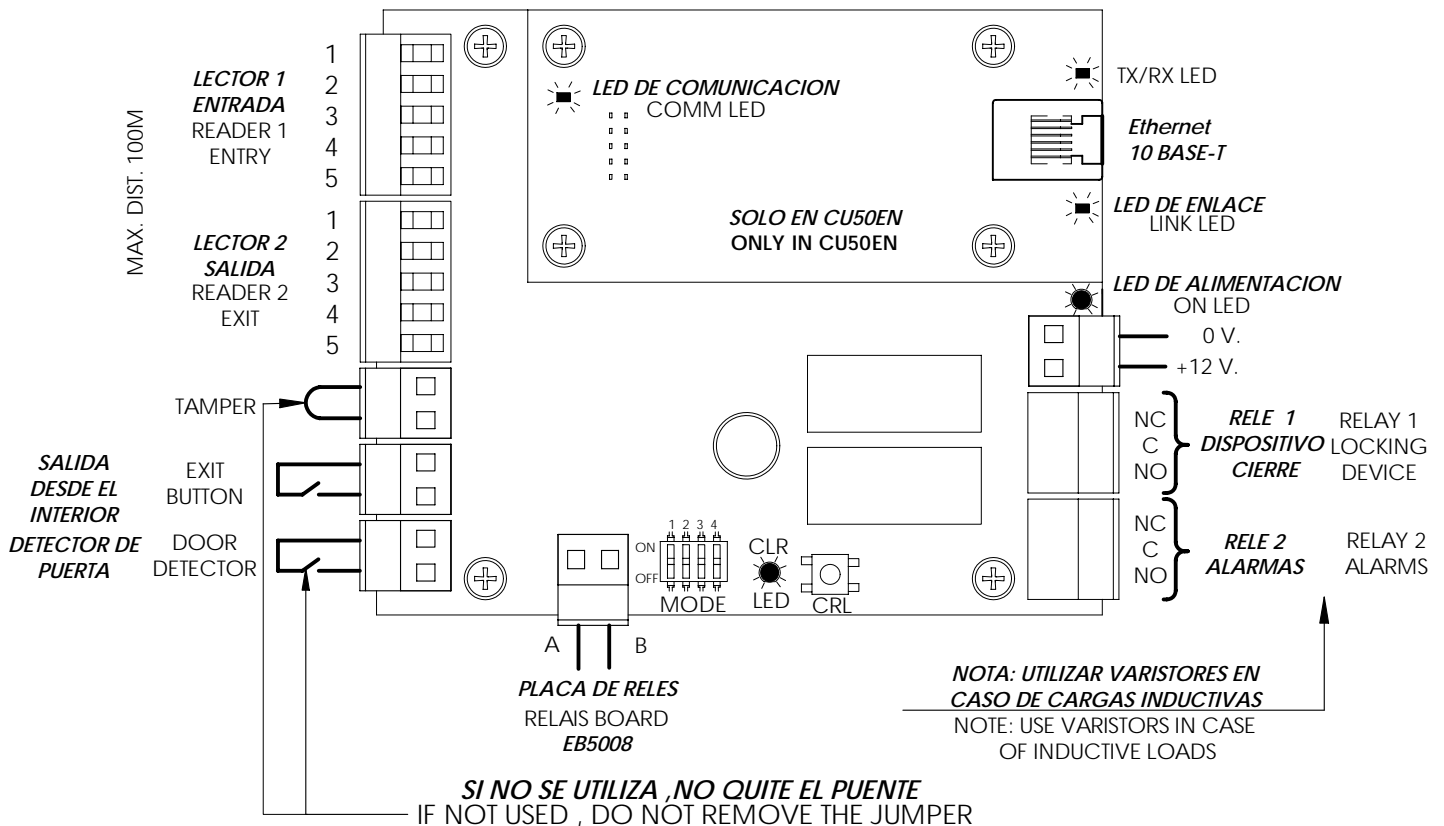 MAX. DIST. 100M
LECTOR 1
ENTRADA
READER 1
ENTRY
1
2
3
4
5
LECTOR 2
SALIDA
READER 2
EXIT
1
2
3
4
5
TAMPER
SALIDA
DESDE EL
INTERIOR
EXIT
BUTTON
DETECTOR DE
PUERTA
DOOR
DETECTOR
LED DE COMUNICACION
COMM LED
SOLO EN CU50EN
ONLY IN CU50EN
TX/RX LED
Ethernet
10 BASE-T
LED DE ENLACE
LINK LED
LED DE ALIMENTACION
ON LED
0 V.
+12 V.
NC
C
NO
RELE 1
DISPOSITIVO
CIERRE
RELAY 1
LOCKING
DEVICE
NC
C
NO
RELE 2
ALARMAS
RELAY 2
ALARMS
1 2 3 4
ON
OFF
MODE
CLR
LED
CRL
A
B
PLACA DE RELES
RELAIS BOARD
EB5008
NOTA: UTILIZAR VARISTORES EN
CASO DE CARGAS INDUCTIVAS
NOTE: USE VARISTORS IN CASE
OF INDUCTIVE LOADS
SI NO SE UTILIZA ,NO QUITE EL PUENTE
IF NOT USED , DO NOT REMOVE THE JUMPER